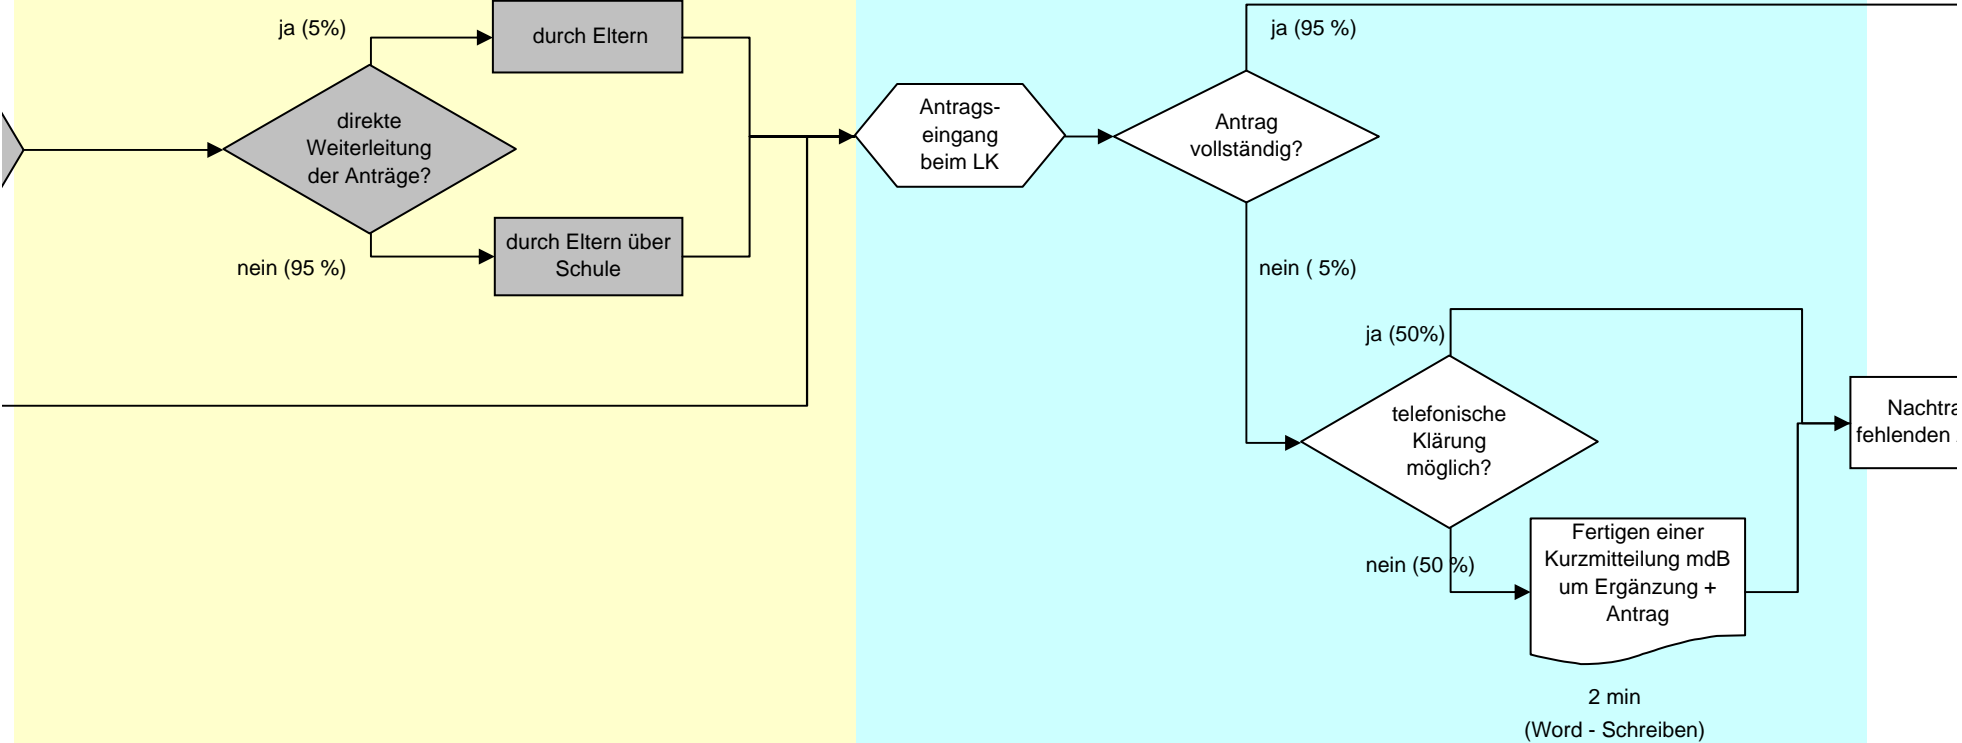 ja (5%)
durch Eltern
direkte
Weiterleitung
der Anträge?
nein (95 %)
durch Eltern über
Schule
Antrags-
eingang
beim LK
Antrag
vollständig?
ja (95 %)
nein ( 5%)
ja (50%)
telefonische
Klärung
möglich?
nein (50 %)
Fertigen einer
Kurzmitteilung mdB
um Ergänzung +
Antrag
2 min
(Word - Schreiben)
Nachtra
fehlenden